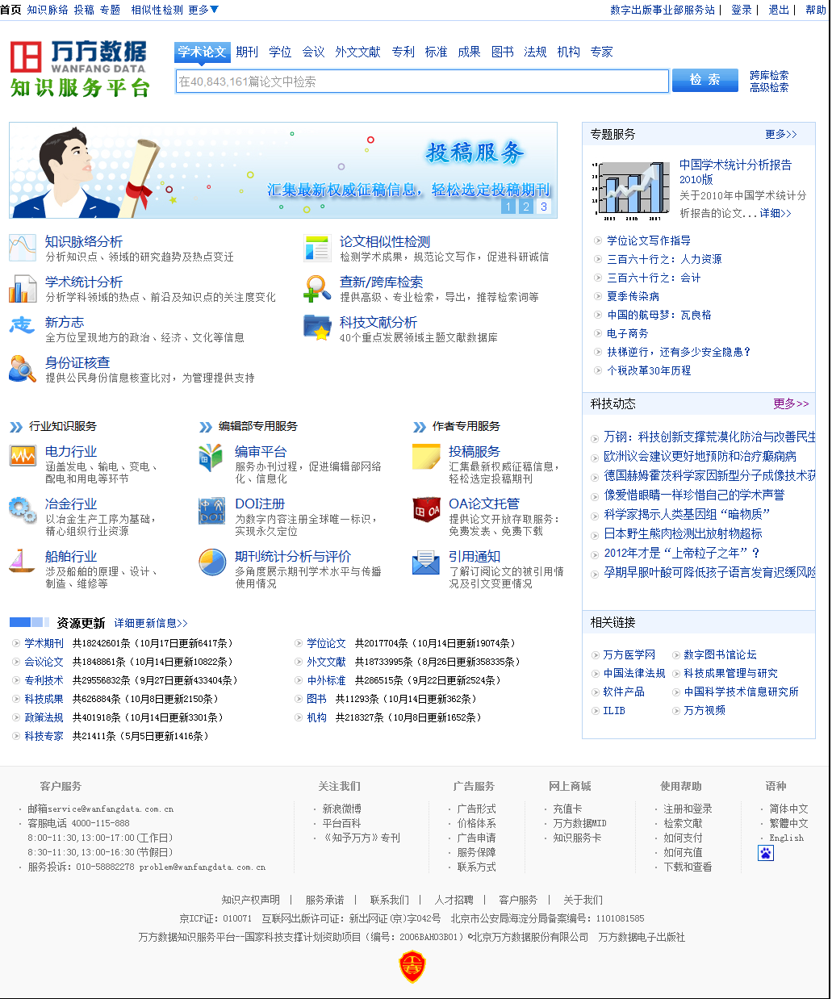 首页 知识脉络 投稿 专题 相似性检测 更多▼ 数字出版事业部服务站 | 登录 | 退出 | 帮助
万方数据
WANFANG DATA
知识服务平台
学术论文 期刊 学位 会议 外文文献 专利 标准 成果 图书 法规 机构 专家
在40,843,161篇论文中检索 检 索 跨库检索
高级检索
投稿服务
汇集最新权威征稿信息，轻松选定投稿期刊
1 2 3
知识脉络分析
分析知识点、领域的研究趋势及热点变迁
论文相似性检测
检测学术成果，规范论文写作，促进科研诚信
学术统计分析
分析学科领域的热点、前沿及知识点的关注度变化
查新/跨库检索
提供高级、专业检索，导出，推荐检索词等
新方志
全方位呈现地方的政治、经济、文化等信息
科技文献分析
40个重点发展领域主题文献数据库
身份证核查
提供公民身份信息核查比对，为管理提供支持
行业知识服务
电力行业
涵盖发电、输电、变电、
配电和用电等环节
冶金行业
以冶金生产工序为基础，
精心组织行业资源
船舶行业
涉及船舶的原理、设计、
制造、维修等
编辑部专用服务
编审平台
服务办刊过程，促进编辑部网络
化、信息化
DOI
DOI注册
为数字内容注册全球唯一标识，
实现永久定位
期刊统计分析与评价
多角度展示期刊学术水平与传播
使用情况
作者专用服务
投稿服务
汇集最新权威征稿信息，
轻松选定投稿期刊
OA
OA论文托管
提供论文开放存取服务：
免费发表、免费下载
引用通知
了解订阅论文的被引用情
况及引文变更情况
资源更新 详细更新信息>>
学术期刊 共18242601条（10月17日更新6417条）
学位论文 共2017704条（10月14日更新19074条）
会议论文 共1848861条（10月14日更新10822条）
外文文献 共18733995条（8月26日更新358335条）
专利技术 共29556832条（9月27日更新433404条）
中外标准 共286515条（9月22日更新2524条）
科技成果 共626884条（10月8日更新2150条）
图书 共11293条（10月14日更新362条）
政策法规 共401918条（10月14日更新3301条）
机构 共218327条（10月8日更新1652条）
科技专家 共21411条（5月5日更新1416条）
专题服务 更多>>
2005 2006 2007
中国学术统计分析报告
2010版
关于2010年中国学术统计分
析报告的论文...详细>>
学位论文写作指导
三百六十行之：人力资源
三百六十行之：会计
夏季传染病
中国的航母梦：瓦良格
电子商务
扶梯逆行，还有多少安全隐患？
个税改革30年历程
科技动态 更多>>
万钢：科技创新支撑荒漠化防治与改善民生
欧洲议会建议更好地预防和治疗癫痫病
德国赫姆霍茨科学家因新型分子成像技术获
像爱惜眼睛一样珍惜自己的学术声誉
科学家揭示人类基因组“暗物质”
日本野生熊肉检测出放射物超标
2012年才是“上帝粒子之年”？
孕期早服叶酸可降低孩子语言发育迟缓风险
相关链接
万方医学网 数字图书馆论坛
中国法律法规 科技成果管理与研究
软件产品 中国科学技术信息研究所
ILIB 万方视频
客户服务
· 邮箱service@wanfangdata.com.cn
· 客服电话 4000-115-888
8:00-11:30,13:00-17:00(工作日)
8:30-11:30,13:00-16:30(节假日)
· 服务投诉：010-58882278 problem@wanfangdata.com.cn
关注我们
· 新浪微博
· 平台百科
· 《知予万方》专刊
广告服务
· 广告形式
· 价格体系
· 广告申请
· 服务保障
· 联系方式
网上商城
· 充值卡
· 万方数据MID
· 知识服务卡
使用帮助
· 注册和登录
· 检索文献
· 如何支付
· 如何充值
· 下载和查看
语种
· 简体中文
· 繁體中文
· English
知识产权声明 | 服务承诺 | 联系我们 | 人才招聘 | 客户服务 | 关于我们
京ICP证：010071 互联网出版许可证：新出网证(京)字042号 北京市公安局海淀分局备案编号：1101081585
万方数据知识服务平台--国家科技支撑计划资助项目（编号：2006BAH03B01）©北京万方数据股份有限公司 万方数据电子出版社